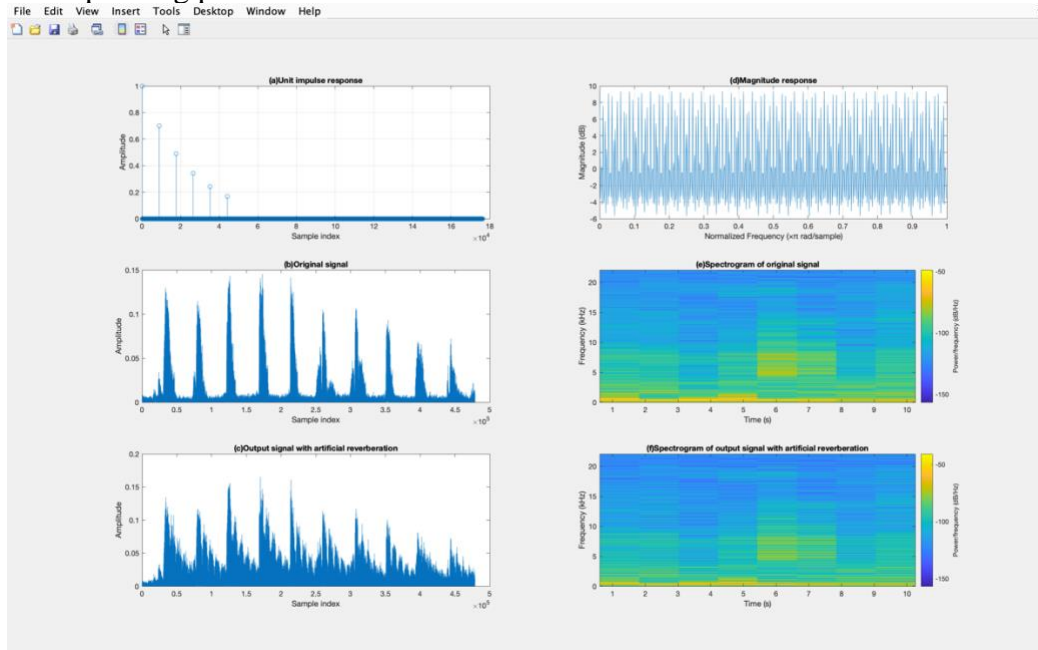 File Edit View Insert Tools Desktop Window Help
(a)Unit impulse response
Amplitude
1
0.8
0.6
0.4
0.2
0
0 2 4 6 8 10 12 14 16 18
Sample index
×10⁴
(b)Original signal
Amplitude
0.15
0.1
0.05
0
0 0.5 1 1.5 2 2.5 3 3.5 4 4.5 5
Sample index
×10⁵
(c)Output signal with artificial reverberation
Amplitude
0.2
0.15
0.1
0.05
0
0 0.5 1 1.5 2 2.5 3 3.5 4 4.5 5
Sample index
×10⁵
(d)Magnitude response
Magnitude (dB)
10
8
6
4
2
0
-2
-4
-6
0 0.1 0.2 0.3 0.4 0.5 0.6 0.7 0.8 0.9 1
Normalized Frequency (×π rad/sample)
(e)Spectrogram of original signal
Frequency (kHz)
20
15
10
5
0
1 2 3 4 5 6 7 8 9 10
Time (s)
-50
-100
-150
Power/frequency (dB/Hz)
(f)Spectrogram of output signal with artificial reverberation
Frequency (kHz)
20
15
10
5
0
1 2 3 4 5 6 7 8 9 10
Time (s)
-50
-100
-150
Power/frequency (dB/Hz)